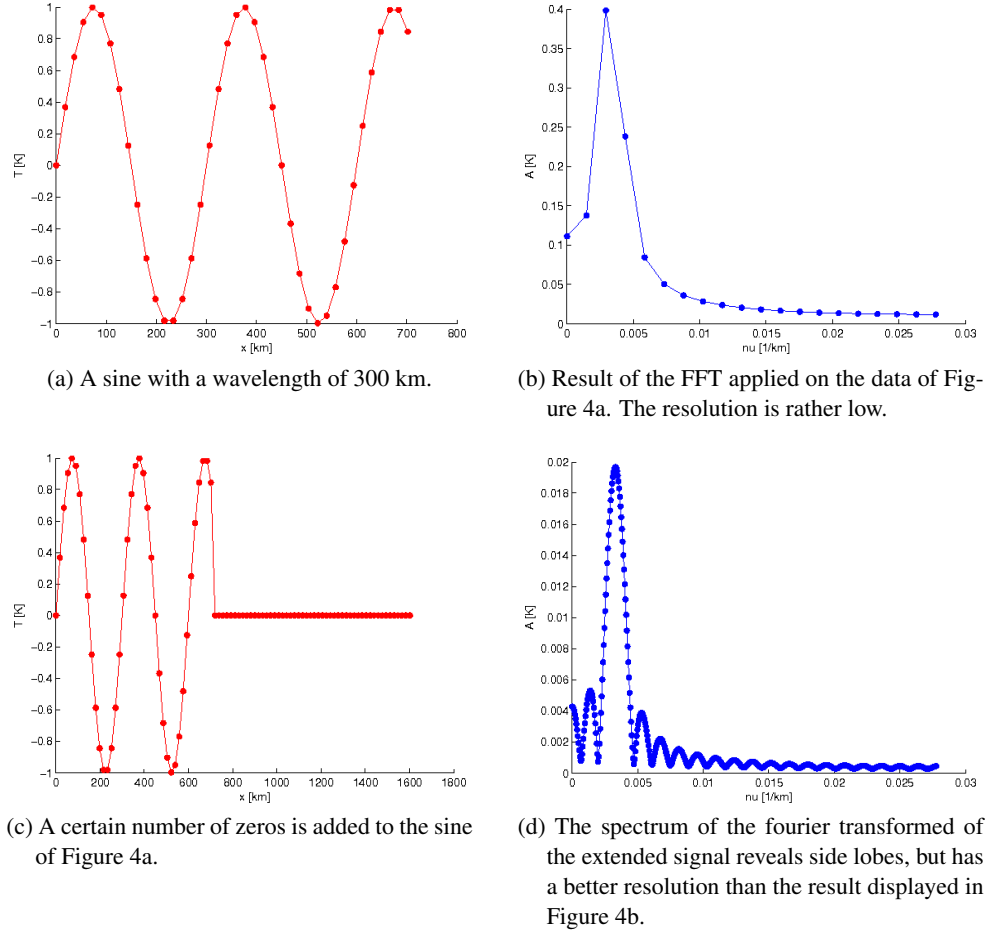 1
0.8
0.6
0.4
0.2
0
−0.2
−0.4
−0.6
−0.8
−1
T [K]
0 100 200 300 400 500 600 700 800
x [km]
(a) A sine with a wavelength of 300 km.
0.4
0.35
0.3
0.25
0.2
0.15
0.1
0.05
0
A [K]
0 0.005 0.01 0.015 0.02 0.025 0.03
nu [1/km]
(b) Result of the FFT applied on the data of Fig-
ure 4a. The resolution is rather low.
1
0.8
0.6
0.4
0.2
0
−0.2
−0.4
−0.6
−0.8
−1
T [K]
0 200 400 600 800 1000 1200 1400 1600 1800
x [km]
(c) A certain number of zeros is added to the sine
of Figure 4a.
0.02
0.018
0.016
0.014
0.012
0.01
0.008
0.006
0.004
0.002
0
A [K]
0 0.005 0.01 0.015 0.02 0.025 0.03
nu [1/km]
(d) The spectrum of the fourier transformed of
the extended signal reveals side lobes, but has
a better resolution than the result displayed in
Figure 4b.